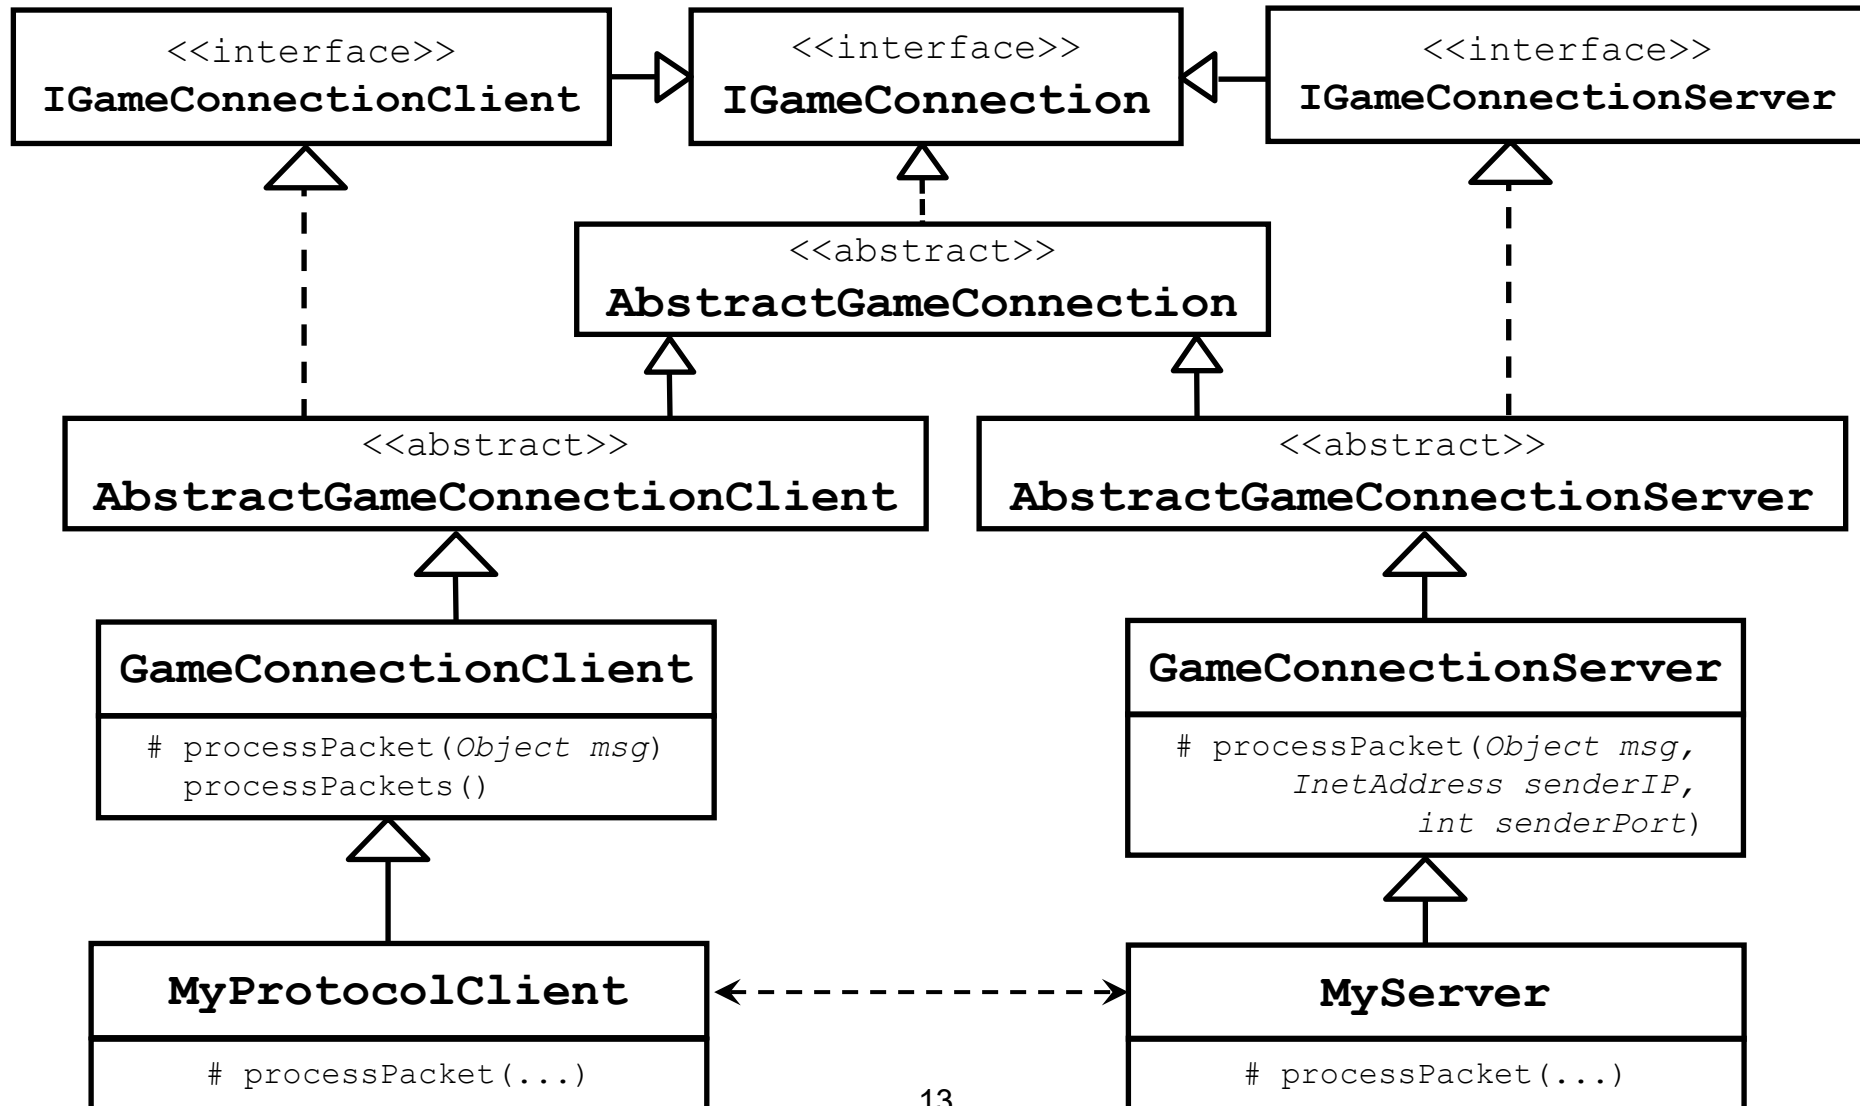 <<interface>>
IGameConnectionClient
<<interface>>
IGameConnection
<<interface>>
IGameConnectionServer
<<abstract>>
AbstractGameConnection
<<abstract>>
AbstractGameConnectionClient
<<abstract>>
AbstractGameConnectionServer
GameConnectionClient
# processPacket(Object msg)
processPackets()
GameConnectionServer
# processPacket(Object msg,
InetAddress senderIP,
int senderPort)
MyProtocolClient
# processPacket(...)
MyServer
# processPacket(...)
13